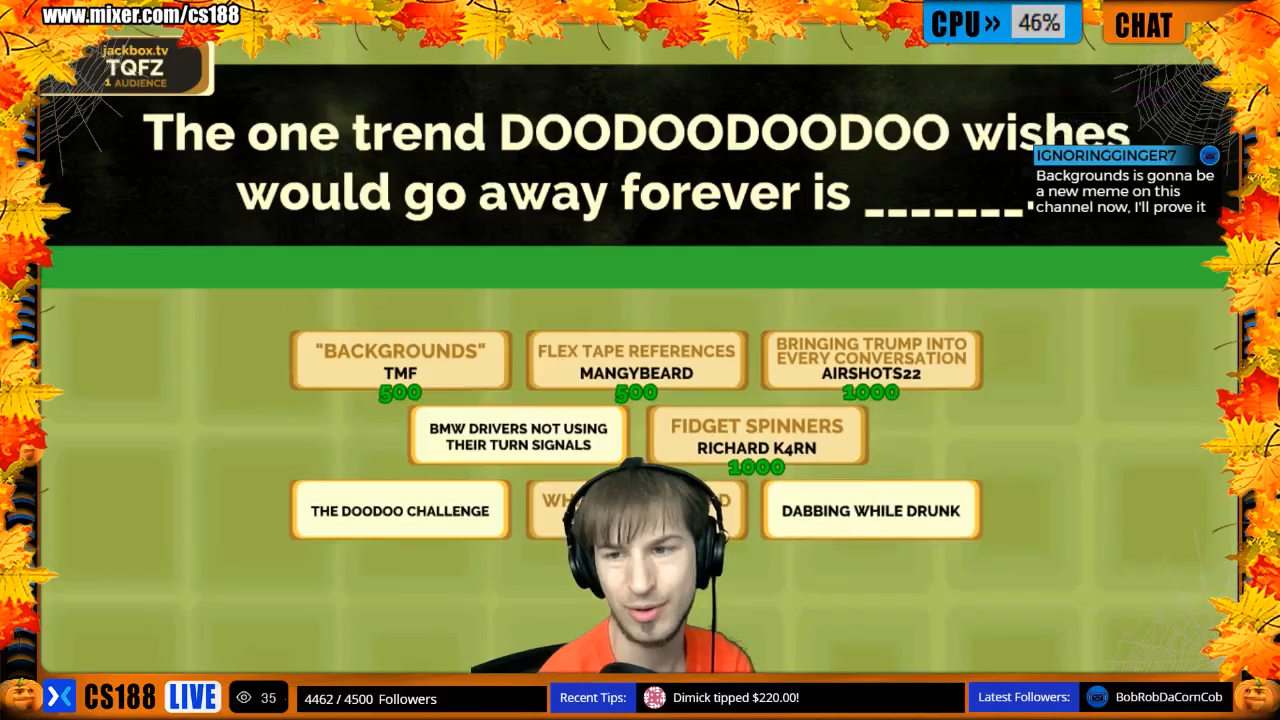 www.mixer.com/cs188
CPU»
46%
CHAT
jackbox.tv
TQFZ
1 AUDIENCE
The one trend DOODOODOODOO wishes
would go away forever is _______.
IGNORINGGINGER7
Backgrounds is gonna be
a new meme on this
channel now, I'll prove it
"BACKGROUNDS"
TMF
500
FLEX TAPE REFERENCES
MANGYBEARD
500
BRINGING TRUMP INTO
EVERY CONVERSATION
AIRSHOTS22
1000
BMW DRIVERS NOT USING
THEIR TURN SIGNALS
FIDGET SPINNERS
RICHARD K4RN
1000
THE DOODOO CHALLENGE
DABBING WHILE DRUNK
CS188 LIVE
35
4462 / 4500 Followers
Recent Tips:
Dimick tipped $220.00!
Latest Followers:
BobRobDaCornCob